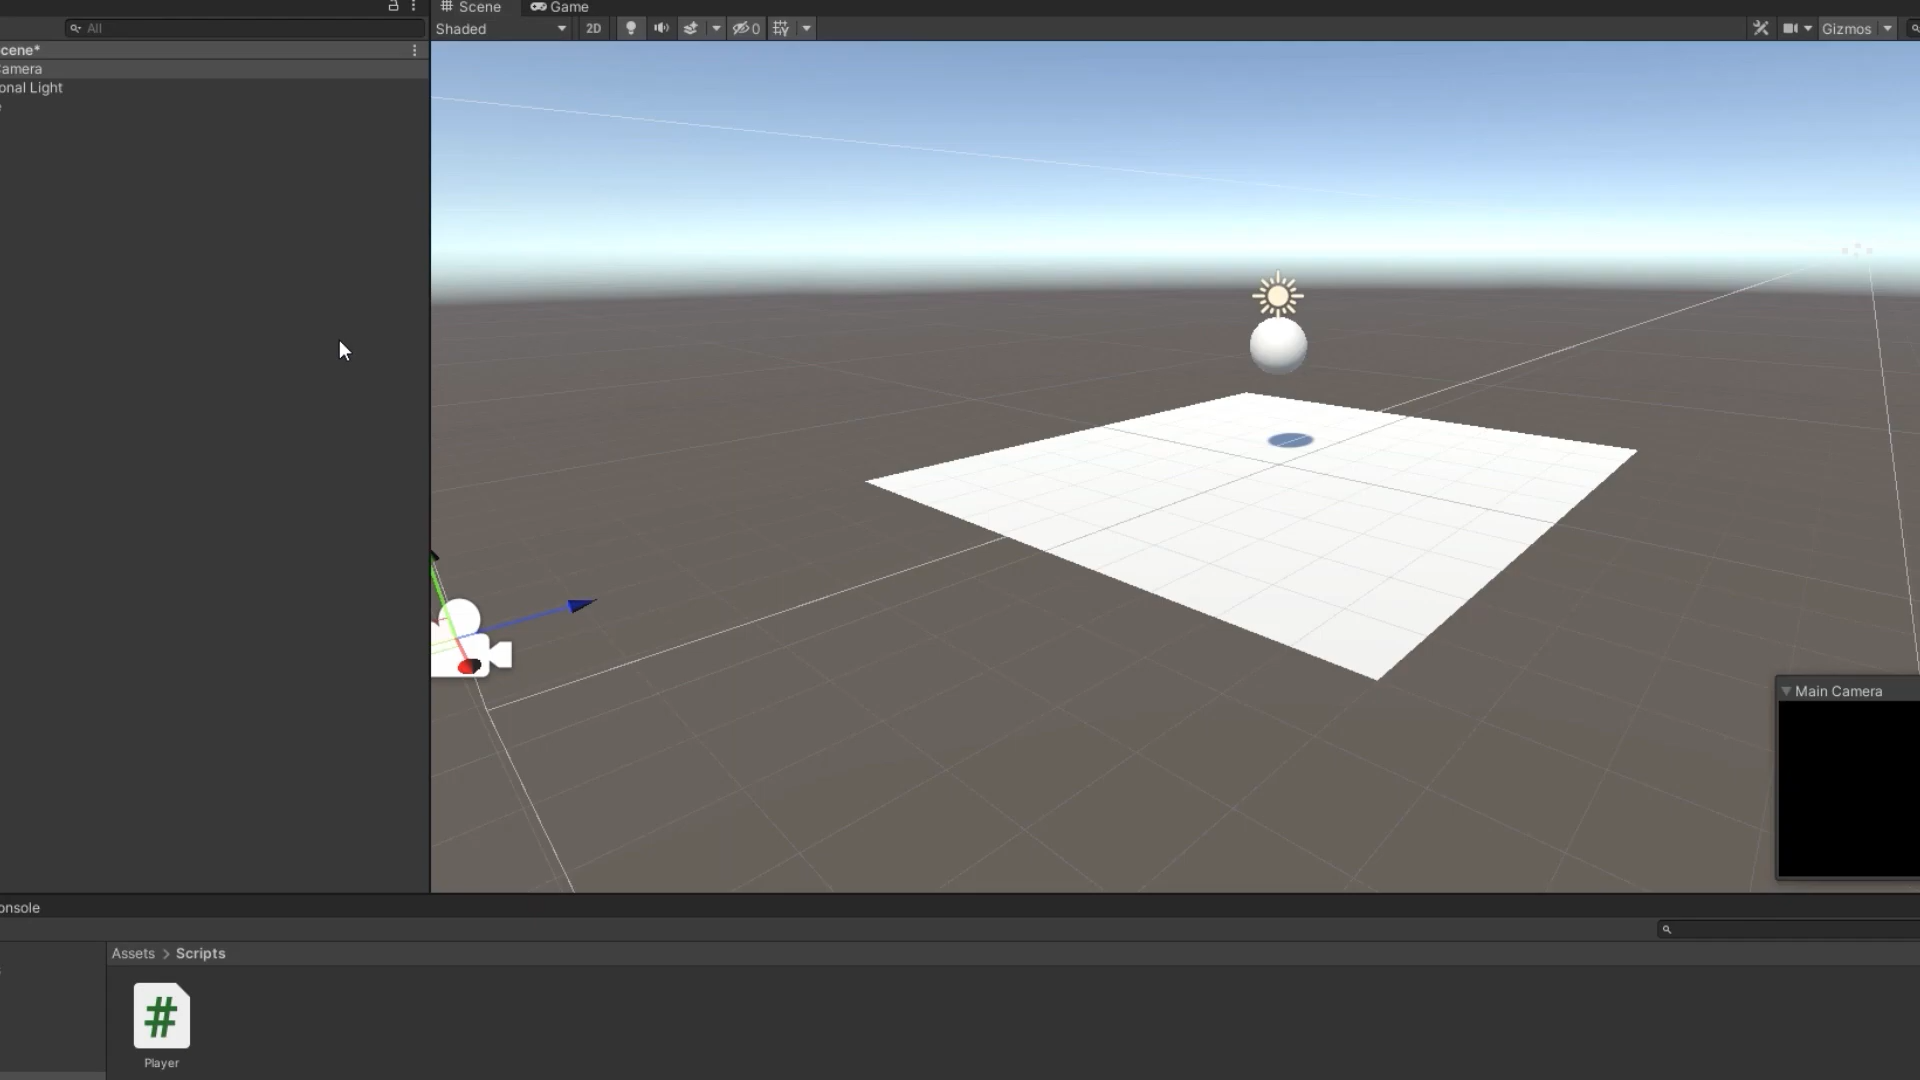 Scene
Game
All
Shaded
2D
0
Gizmos
cene*
amera
onal Light
Main Camera
onsole
Assets > Scripts
Player